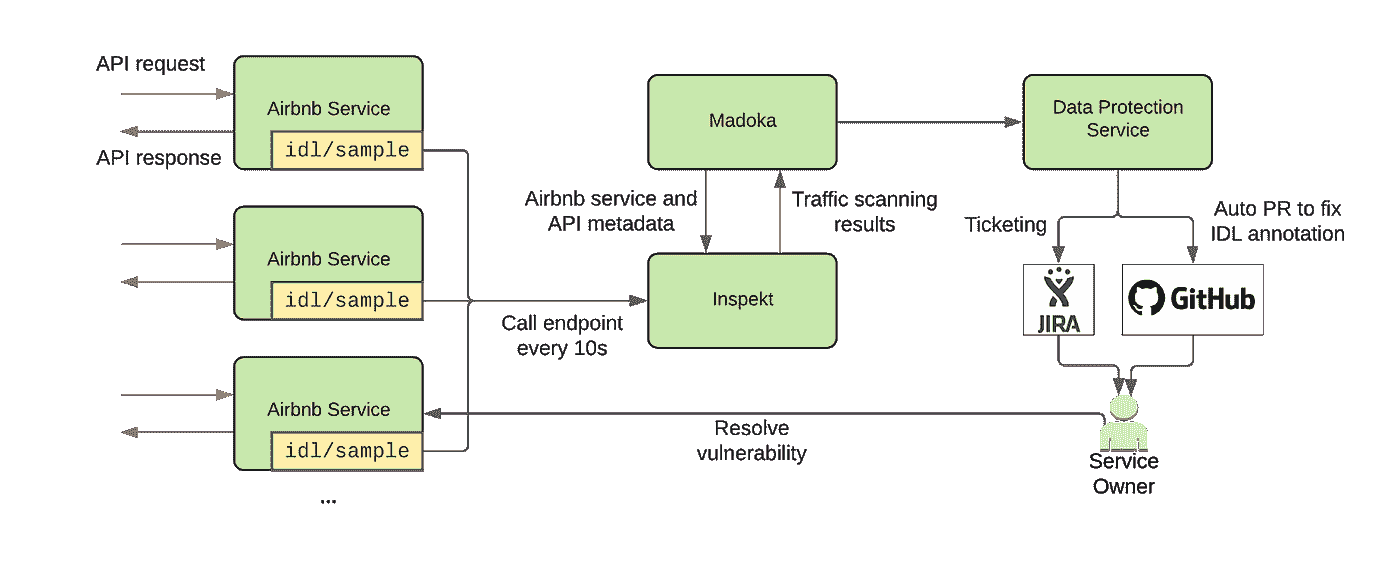 API request
Airbnb Service
idl/sample
API response
Airbnb Service
idl/sample
Airbnb Service
idl/sample
...
Call endpoint
every 10s
Madoka
Airbnb service and
API metadata
Traffic scanning
results
Inspekt
Data Protection
Service
Ticketing
Auto PR to fix
IDL annotation
JIRA
GitHub
Resolve
vulnerability
Service
Owner